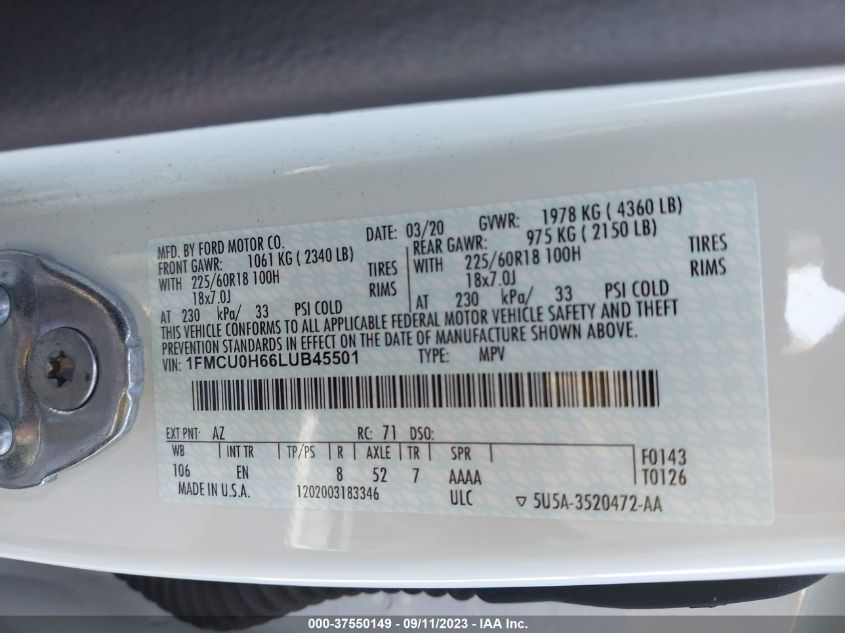 MFD. BY FORD MOTOR CO.
DATE: 03/20 GVWR: 1978 KG ( 4360 LB)
FRONT GAWR: 1061 KG ( 2340 LB) REAR GAWR: 975 KG ( 2150 LB)
WITH 225/60R18 100H TIRES WITH 225/60R18 100H TIRES
18x7.0J RIMS 18x7.0J RIMS
AT 230 kPa/ 33 PSI COLD AT 230 kPa/ 33 PSI COLD
THIS VEHICLE CONFORMS TO ALL APPLICABLE FEDERAL MOTOR VEHICLE SAFETY AND THEFT
PREVENTION STANDARDS IN EFFECT ON THE DATE OF MANUFACTURE SHOWN ABOVE.
VIN: 1FMCU0H66LUB45501 TYPE: MPV
EXT PNT: AZ RC: 71 DSO:
WB INT TR TP/PS R AXLE TR SPR F0143
106 EN 8 52 7 AAAA T0126
MADE IN U.S.A. 1202003183346 ULC ▽ 5U5A-3520472-AA
000-37550149 - 09/11/2023 - IAA Inc.